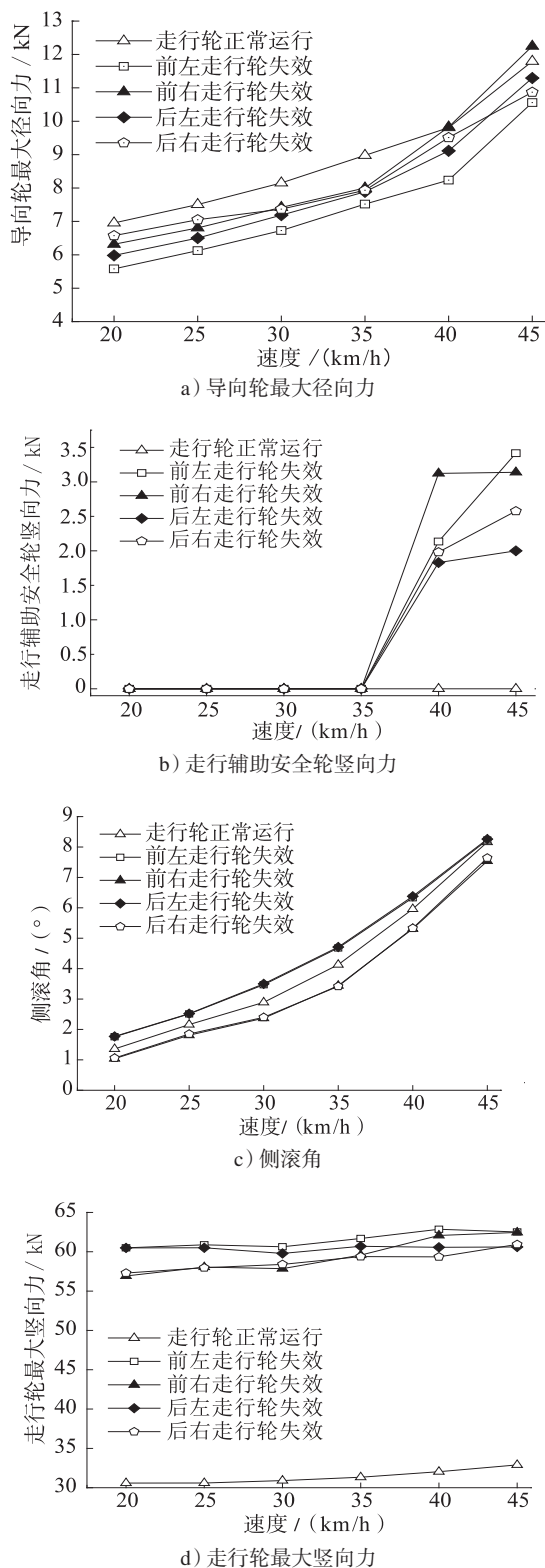 导向轮最大径向力 / kN
13
12
11
10
9
8
7
6
5
4
走行轮正常运行
前左走行轮失效
前右走行轮失效
后左走行轮失效
后右走行轮失效
20 25 30 35 40 45
速度 /(km/h)
a）导向轮最大径向力
走行辅助安全轮竖向力 / kN
3.5
3.0
2.5
2.0
1.5
1.0
0.5
0
走行轮正常运行
前左走行轮失效
前右走行轮失效
后左走行轮失效
后右走行轮失效
20 25 30 35 40 45
速度/（km/h）
b）走行辅助安全轮竖向力
侧滚角 /（°）
9
8
7
6
5
4
3
2
1
0
走行轮正常运行
前左走行轮失效
前右走行轮失效
后左走行轮失效
后右走行轮失效
20 25 30 35 40 45
速度/（km/h）
c）侧滚角
走行轮最大竖向力 / kN
65
60
55
50
45
40
35
30
走行轮正常运行
前左走行轮失效
前右走行轮失效
后左走行轮失效
后右走行轮失效
20 25 30 35 40 45
速度 /（km/h）
d）走行轮最大竖向力